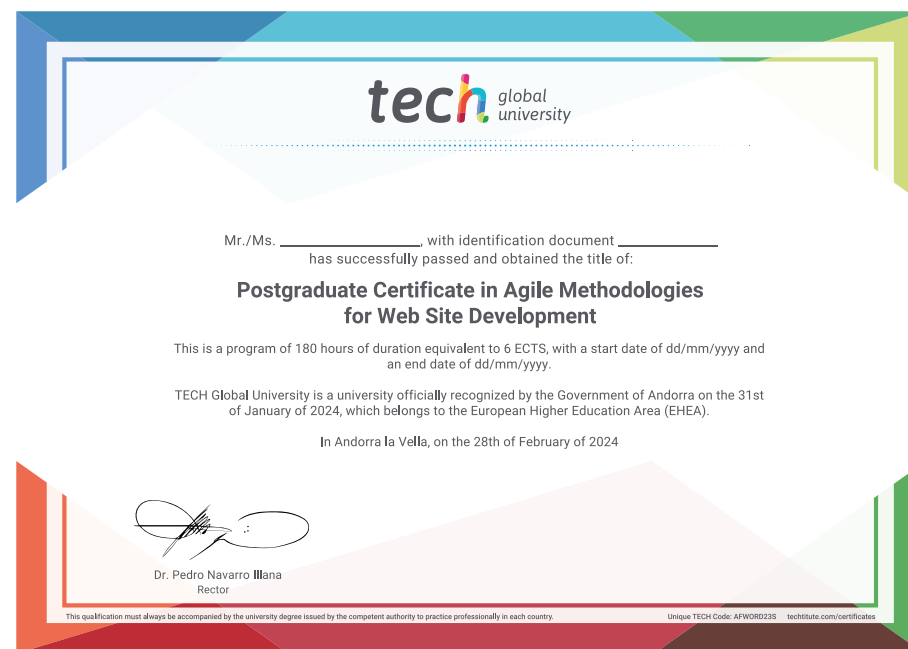 tech global university
Mr./Ms. ____________________, with identification document ______________
has successfully passed and obtained the title of:
Postgraduate Certificate in Agile Methodologies
for Web Site Development
This is a program of 180 hours of duration equivalent to 6 ECTS, with a start date of dd/mm/yyyy and
an end date of dd/mm/yyyy.
TECH Global University is a university officially recognized by the Government of Andorra on the 31st
of January of 2024, which belongs to the European Higher Education Area (EHEA).
In Andorra la Vella, on the 28th of February of 2024
Dr. Pedro Navarro Illana
Rector
This qualification must always be accompanied by the university degree issued by the competent authority to practice professionally in each country.
Unique TECH Code: AFWORD23S techtitute.com/certificates